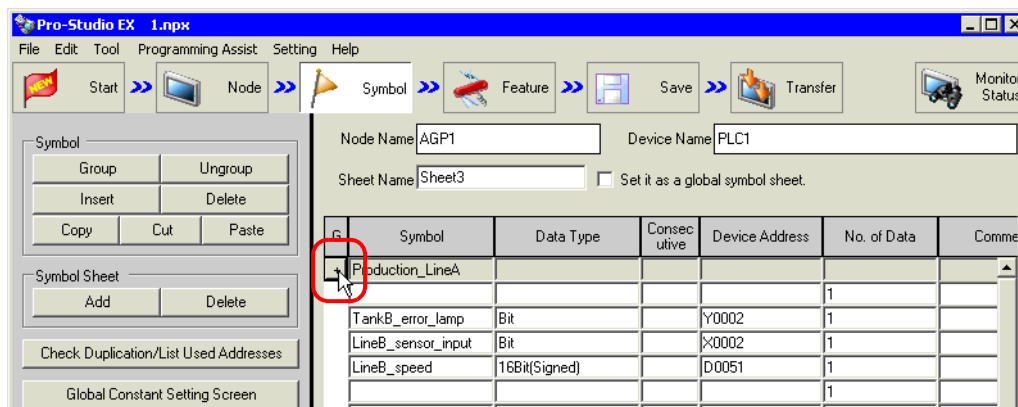 Pro-Studio EX 1.npx
File Edit Tool Programming Assist Setting Help
NEW Start Node Symbol Feature Save Transfer Monito Status
Symbol
Group Ungroup
Insert Delete
Copy Cut Paste
Symbol Sheet
Add Delete
Check Duplication/List Used Addresses
Global Constant Setting Screen
Node Name AGP1 Device Name PLC1
Sheet Name Sheet3 Set it as a global symbol sheet.
G Symbol Data Type Consec utive Device Address No. of Data Comme
+ Production_LineA
1
TankB_error_lamp Bit Y0002 1
LineB_sensor_input Bit X0002 1
LineB_speed 16Bit(Signed) D0051 1
1